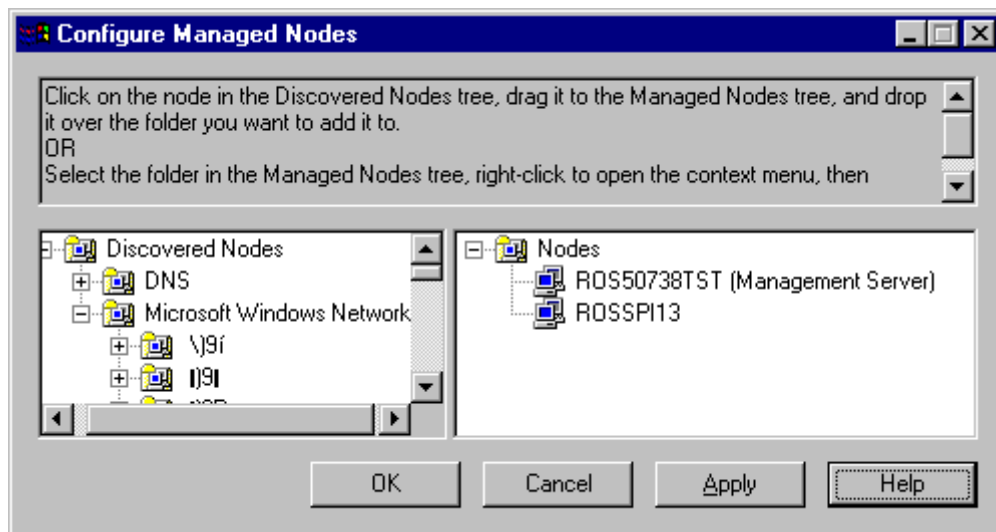 Configure Managed Nodes
Click on the node in the Discovered Nodes tree, drag it to the Managed Nodes tree, and drop
it over the folder you want to add it to.
OR
Select the folder in the Managed Nodes tree, right-click to open the context menu, then
Discovered Nodes
DNS
Microsoft Windows Network
\)9í
Nodes
ROS50738TST (Management Server)
ROSSPI13
OK
Cancel
Apply
Help